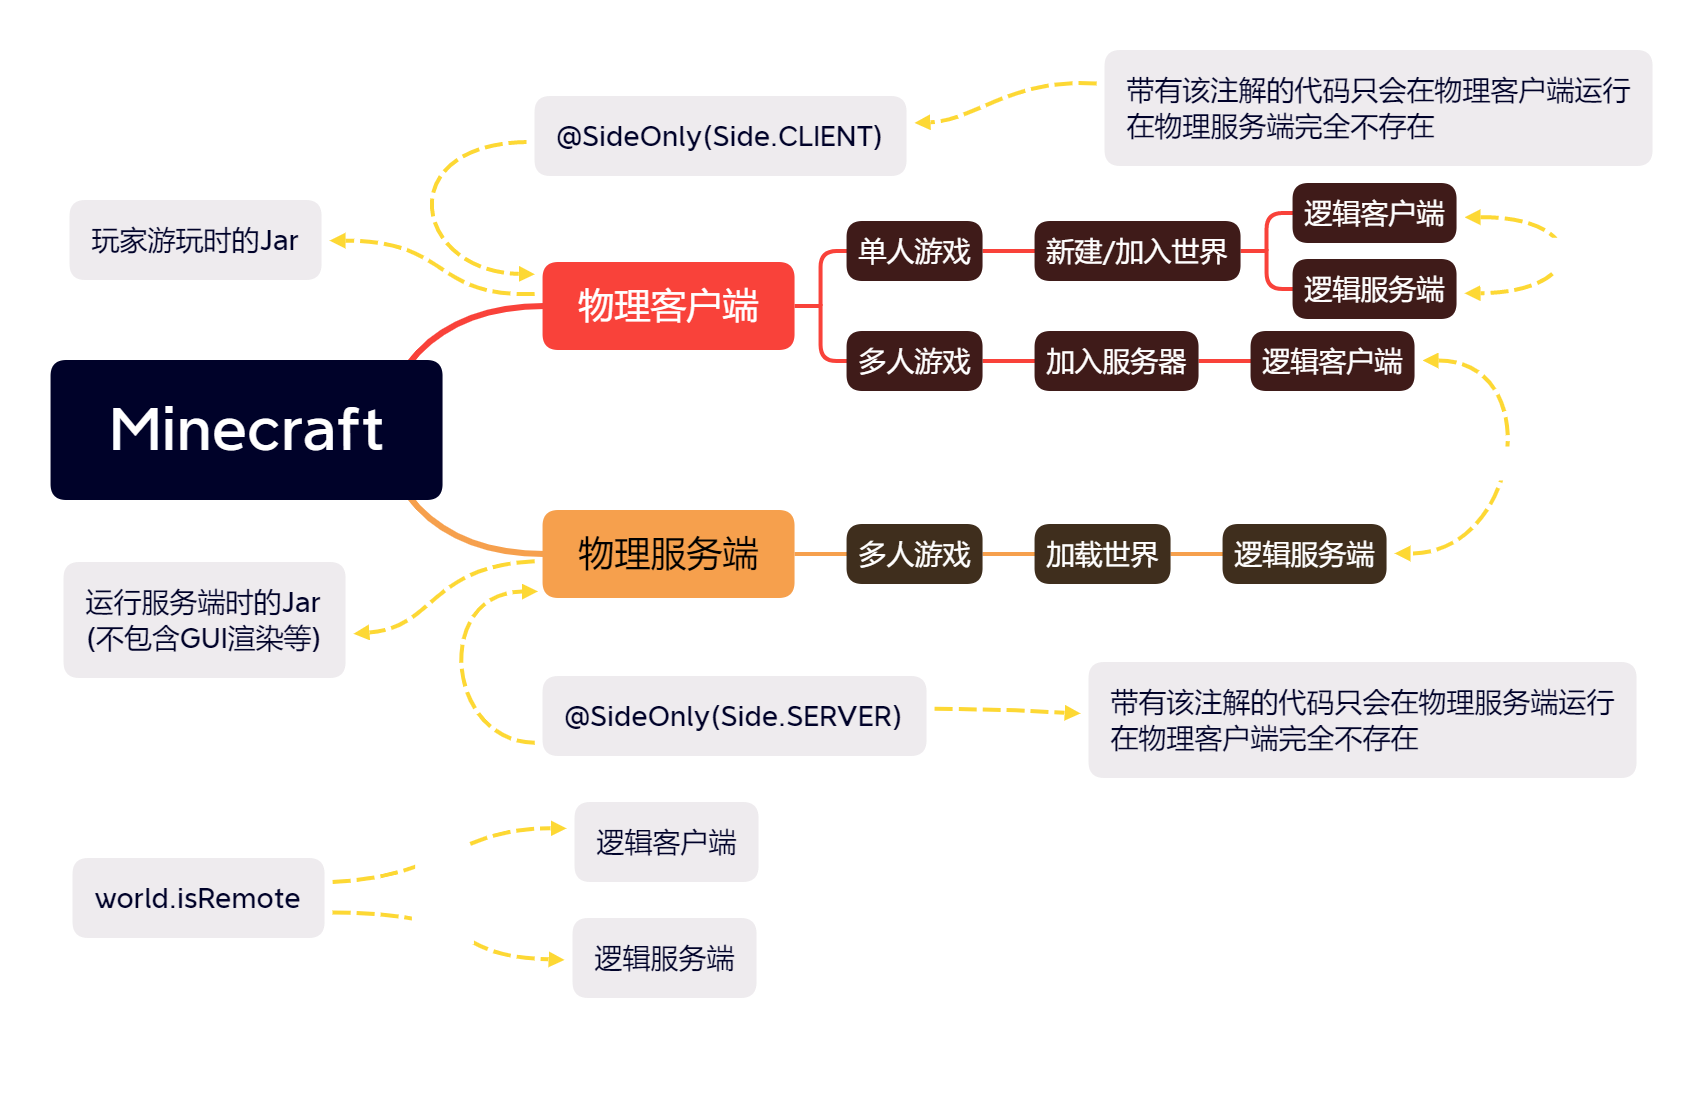 带有该注解的代码只会在物理客户端运行
在物理服务端完全不存在
@SideOnly(Side.CLIENT)
玩家游玩时的Jar
物理客户端
单人游戏
新建/加入世界
逻辑客户端
逻辑服务端
多人游戏
加入服务器
逻辑客户端
Minecraft
物理服务端
多人游戏
加载世界
逻辑服务端
运行服务端时的Jar
(不包含GUI渲染等)
@SideOnly(Side.SERVER)
带有该注解的代码只会在物理服务端运行
在物理客户端完全不存在
world.isRemote
逻辑客户端
逻辑服务端